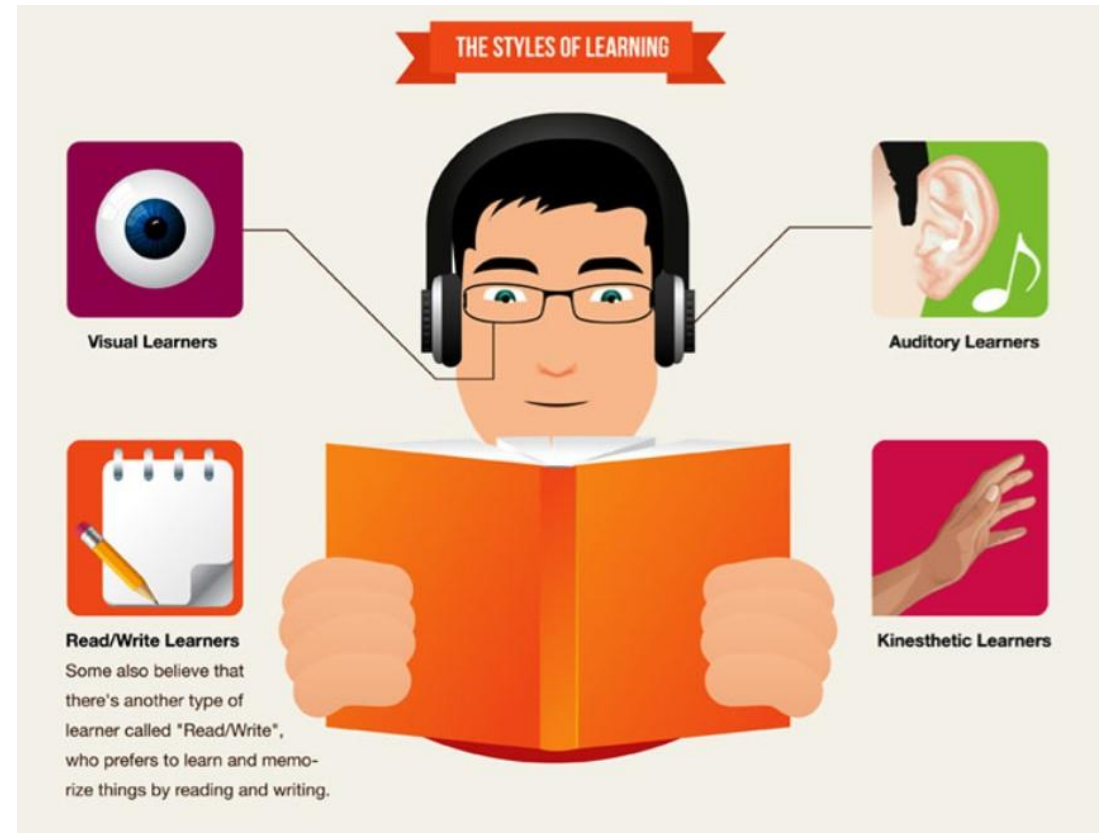 THE STYLES OF LEARNING
Visual Learners
Auditory Learners
Read/Write Learners
Some also believe that
there's another type of
learner called "Read/Write",
who prefers to learn and memo-
rize things by reading and writing.
Kinesthetic Learners